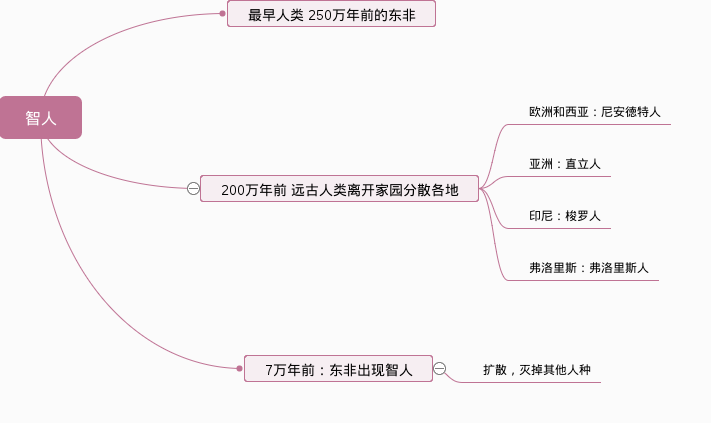 最早人类 250万年前的东非
智人
欧洲和西亚：尼安德特人
亚洲：直立人
200万年前 远古人类离开家园分散各地
印尼：梭罗人
弗洛里斯：弗洛里斯人
7万年前：东非出现智人
扩散，灭掉其他人种